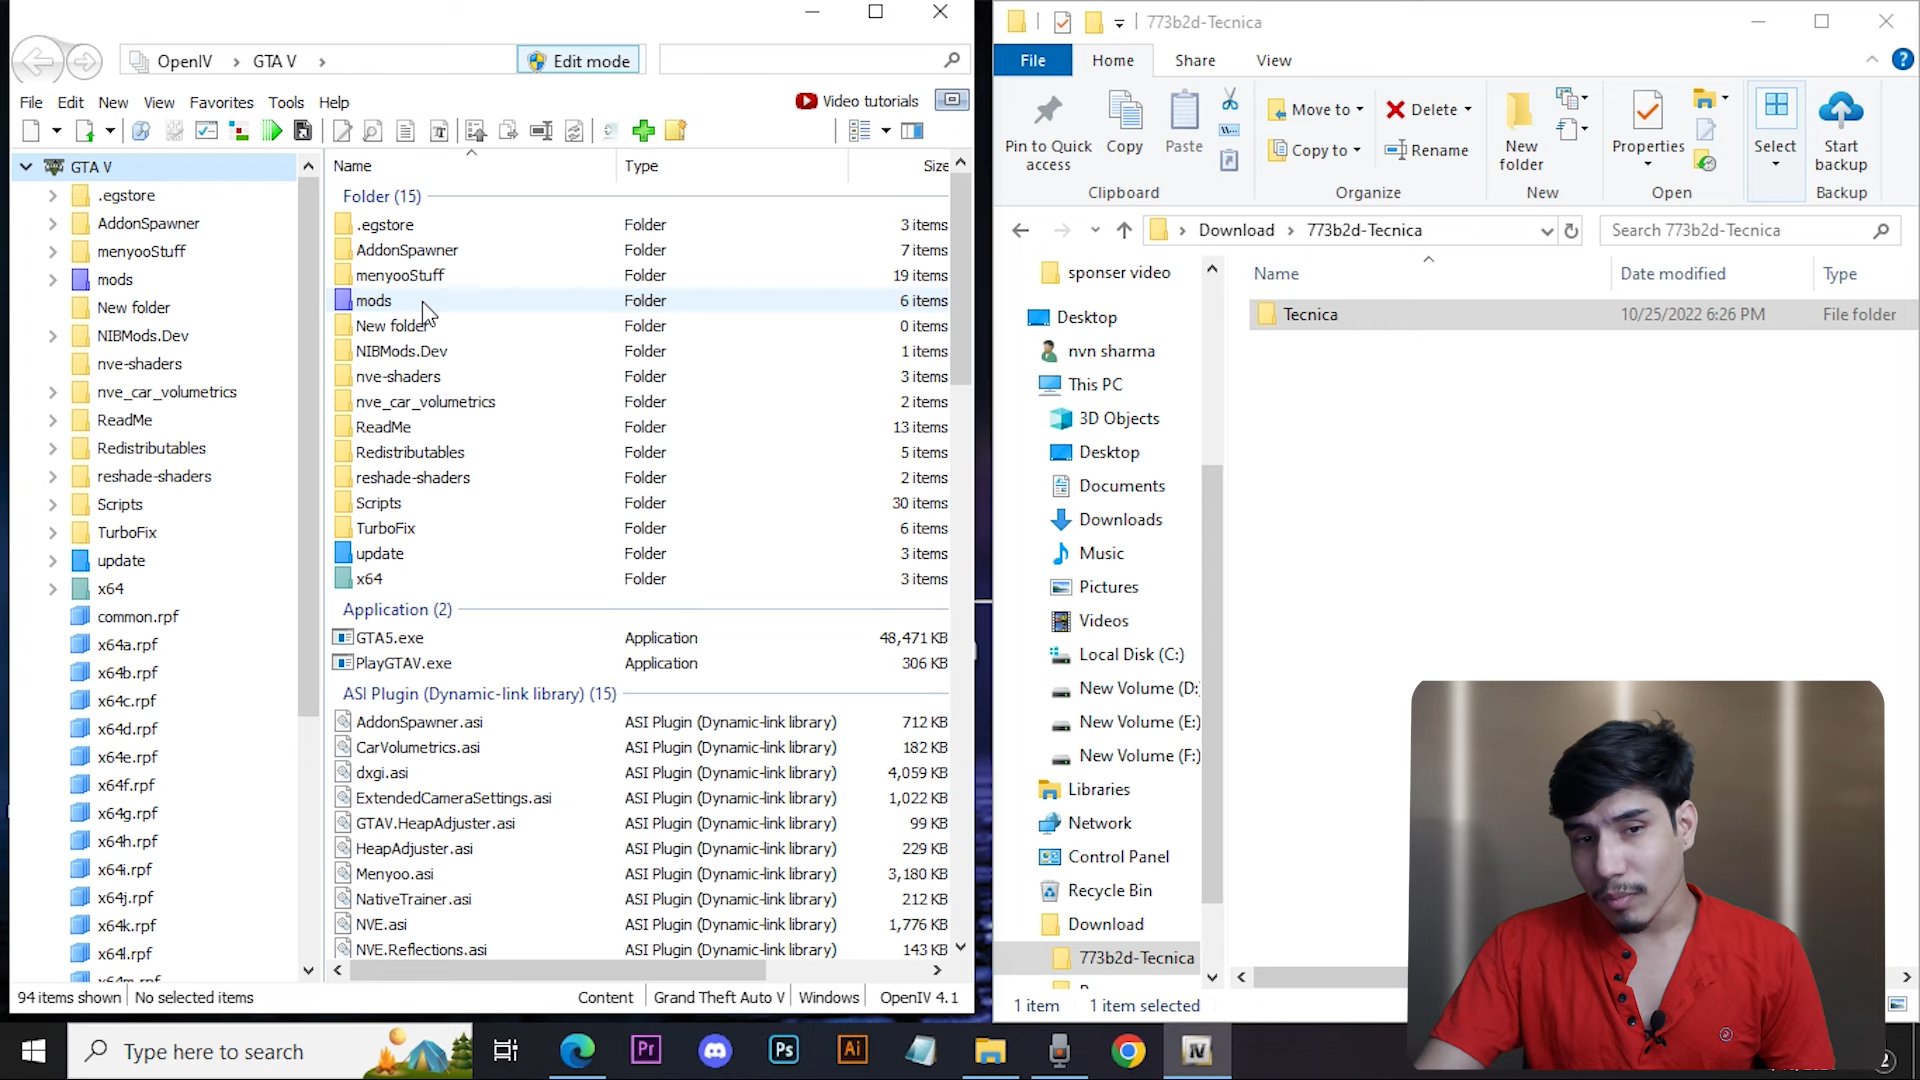 OpenIV › GTA V ›
Edit mode
File Edit New View Favorites Tools Help
Video tutorials
GTA V
.egstore
AddonSpawner
menyooStuff
mods
New folder
NIBMods.Dev
nve-shaders
nve_car_volumetrics
ReadMe
Redistributables
reshade-shaders
Scripts
TurboFix
update
x64
common.rpf
x64a.rpf
x64b.rpf
x64c.rpf
x64d.rpf
x64e.rpf
x64f.rpf
x64g.rpf
x64h.rpf
x64i.rpf
x64j.rpf
x64k.rpf
x64l.rpf
x64m.rpf
Name Type Size
Folder (15)
.egstore Folder 3 items
AddonSpawner Folder 7 items
menyooStuff Folder 19 items
mods Folder 6 items
New folder Folder 0 items
NIBMods.Dev Folder 1 items
nve-shaders Folder 3 items
nve_car_volumetrics Folder 2 items
ReadMe Folder 13 items
Redistributables Folder 5 items
reshade-shaders Folder 2 items
Scripts Folder 30 items
TurboFix Folder 6 items
update Folder 3 items
x64 Folder 3 items
Application (2)
GTA5.exe Application 48,471 KB
PlayGTAV.exe Application 306 KB
ASI Plugin (Dynamic-link library) (15)
AddonSpawner.asi ASI Plugin (Dynamic-link library) 712 KB
CarVolumetrics.asi ASI Plugin (Dynamic-link library) 182 KB
dxgi.asi ASI Plugin (Dynamic-link library) 4,059 KB
ExtendedCameraSettings.asi ASI Plugin (Dynamic-link library) 1,022 KB
GTAV.HeapAdjuster.asi ASI Plugin (Dynamic-link library) 99 KB
HeapAdjuster.asi ASI Plugin (Dynamic-link library) 229 KB
Menyoo.asi ASI Plugin (Dynamic-link library) 3,180 KB
NativeTrainer.asi ASI Plugin (Dynamic-link library) 212 KB
NVE.asi ASI Plugin (Dynamic-link library) 1,776 KB
NVE.Reflections.asi ASI Plugin (Dynamic-link library) 143 KB
94 items shown No selected items Content Grand Theft Auto V Windows OpenIV 4.1
773b2d-Tecnica
File Home Share View
Pin to Quick access
Copy
Paste
Clipboard
Move to
Copy to
Delete
Rename
Organize
New folder
New
Properties
Open
Select
Start backup
Backup
Download › 773b2d-Tecnica
Search 773b2d-Tecnica
sponser video
Desktop
nvn sharma
This PC
3D Objects
Desktop
Documents
Downloads
Music
Pictures
Videos
Local Disk (C:)
New Volume (D:
New Volume (E:)
New Volume (F:)
Libraries
Network
Control Panel
Recycle Bin
Download
773b2d-Tecnica
Name Date modified Type
Tecnica 10/25/2022 6:26 PM File folder
1 item 1 item selected
Type here to search
Pr
Ps
Ai
IV
2